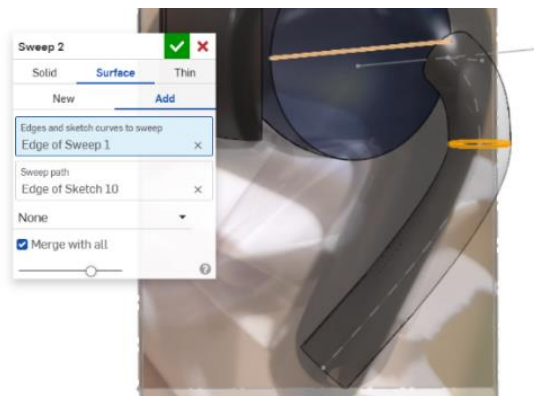 Sweep 2
Solid Surface Thin
New Add
Edges and sketch curves to sweep
Edge of Sweep 1
Sweep path
Edge of Sketch 10
None
Merge with all